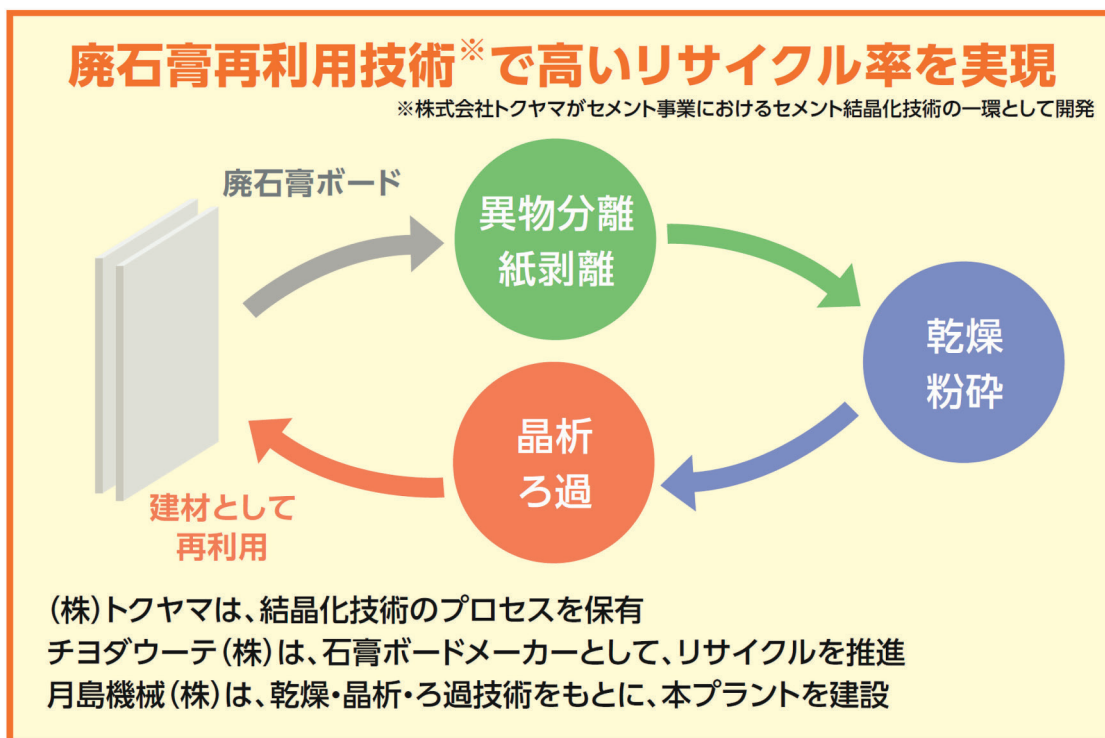 廃石膏再利用技術※で高いリサイクル率を実現
※株式会社トクヤマがセメント事業におけるセメント結晶化技術の一環として開発
廃石膏ボード
異物分離
紙剥離
乾燥
粉砕
晶析
ろ過
建材として
再利用
(株)トクヤマは、結晶化技術のプロセスを保有
チヨダウーテ(株)は、石膏ボードメーカーとして、リサイクルを推進
月島機械(株)は、乾燥・晶析・ろ過技術をもとに、本プラントを建設